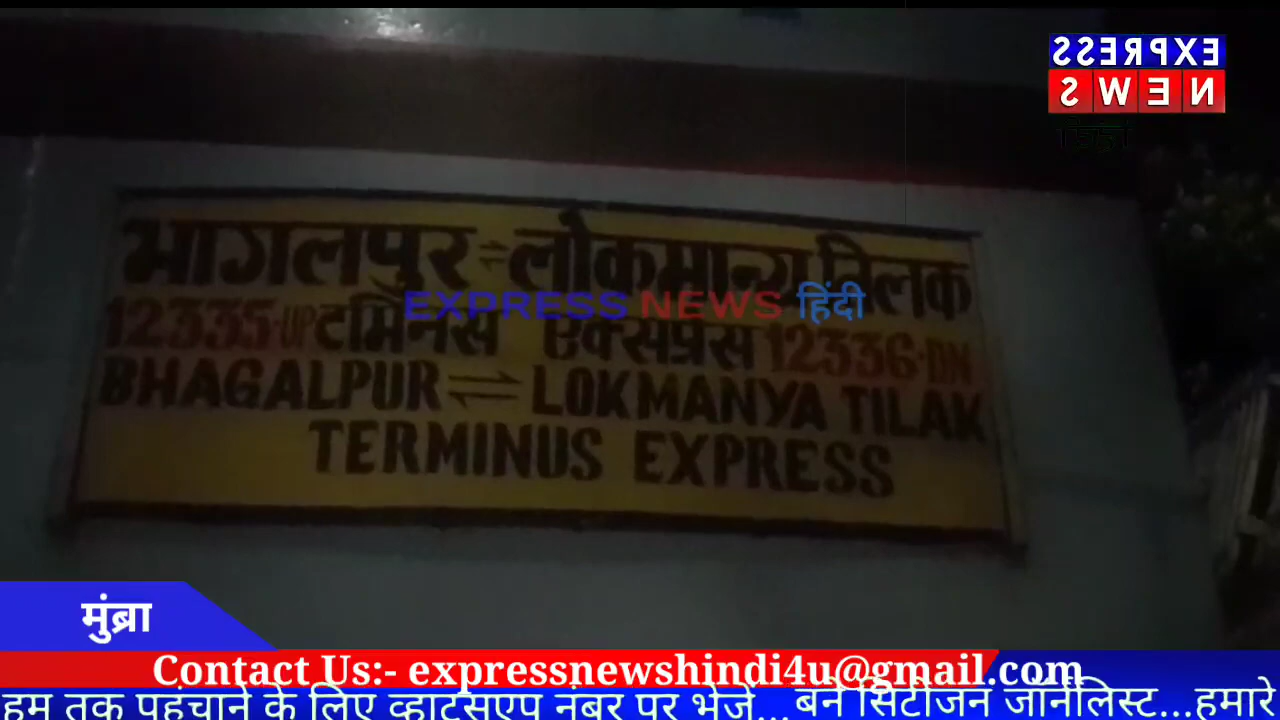 EXPRESS
NEWS
हिंदी
भागलपुर ⇌ लोकमान्य तिलक
EXPRESS NEWS हिंदी
12335·UP टर्मिनस एक्सप्रेस 12336·DN
BHAGALPUR ⇌ LOKMANYA TILAK
TERMINUS EXPRESS
मुंब्रा
Contact Us:- expressnewshindi4u@gmail.com
हम तक पहुंचाने के लिए व्हाट्सएप नंबर पर भेजे...बने सिटीजन जॉर्नलिस्ट...हमारे